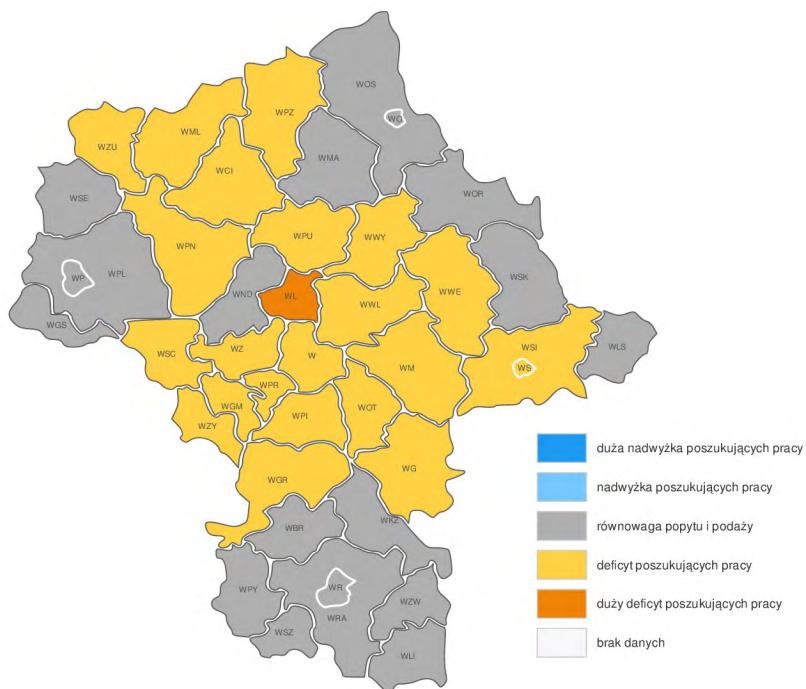 WOS
WO
WPZ
WML
WZU
WMA
WCI
WOR
WSE
WPU
WWY
WPN
WPL
WP
WSK
WND
WL
WWL
WWE
WGS
WSC
WZ
W
WM
WSI
WS
WLS
WPR
WGM
WZY
WPI
WOT
WG
WGR
WBR
WKZ
WPY
WR
WRA
WZW
WSZ
WLI
duża nadwyżka poszukujących pracy
nadwyżka poszukujących pracy
równowaga popytu i podaży
deficyt poszukujących pracy
duży deficyt poszukujących pracy
brak danych